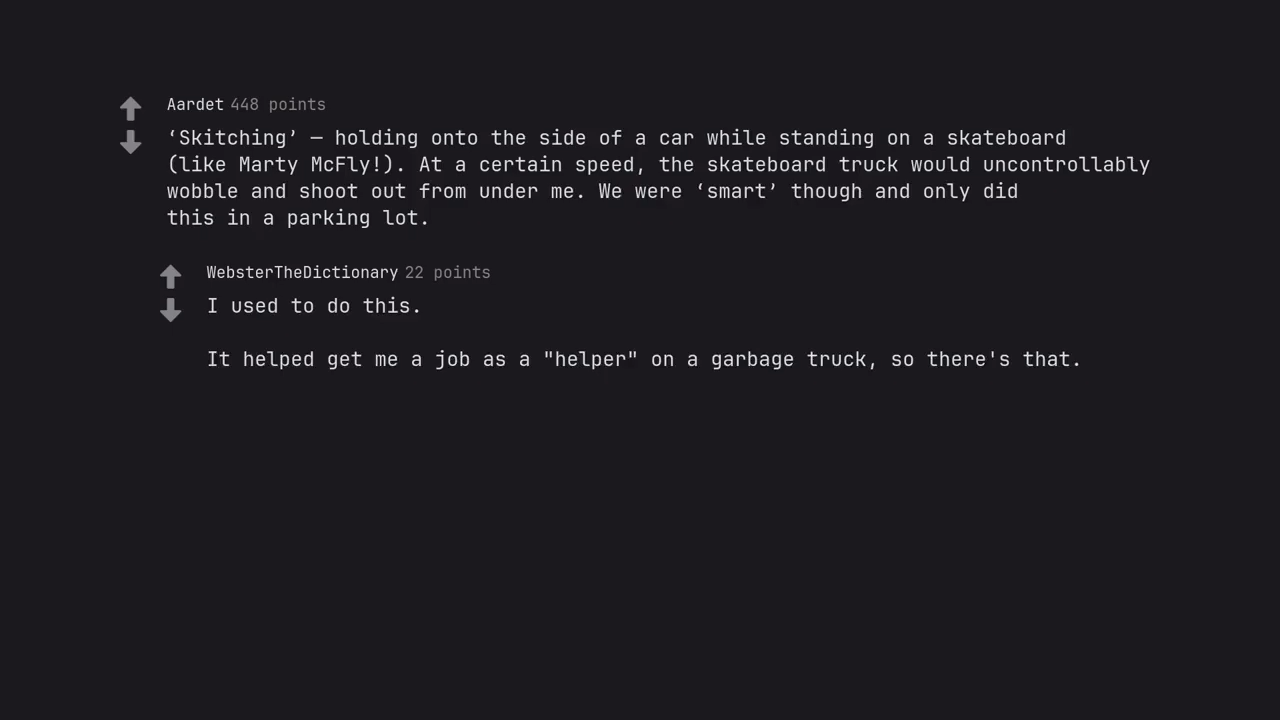 Aardet 448 points
‘Skitching’ — holding onto the side of a car while standing on a skateboard
(like Marty McFly!). At a certain speed, the skateboard truck would uncontrollably
wobble and shoot out from under me. We were ‘smart’ though and only did
this in a parking lot.
WebsterTheDictionary 22 points
I used to do this.
It helped get me a job as a "helper" on a garbage truck, so there's that.